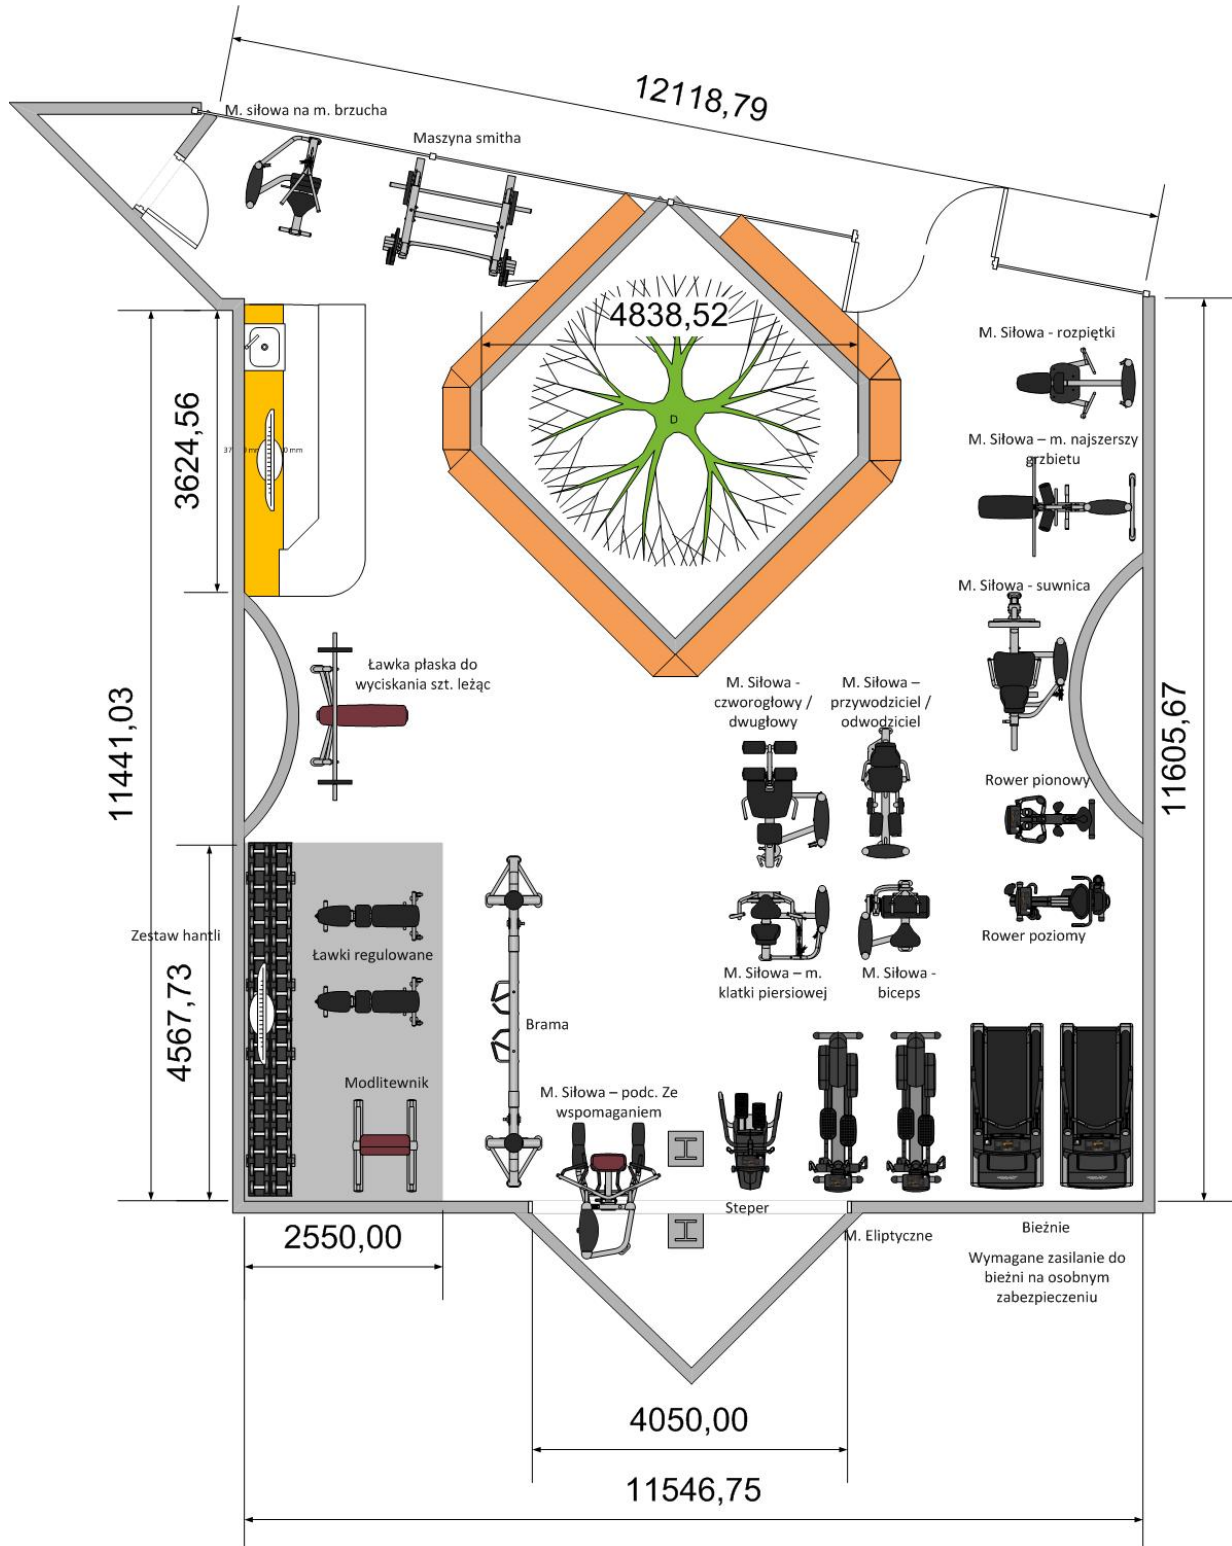 12118,79
M. siłowa na m. brzucha
Maszyna smitha
4838,52
D
M. Siłowa - rozpiętki
M. Siłowa – m. najszerszy
grzbietu
3624,56
M. Siłowa - suwnica
Ławka płaska do
wyciskania szt. leżąc
M. Siłowa -
czworogłowy /
dwugłowy
M. Siłowa –
przywodziciel /
odwodziciel
11441,03
11605,67
Rower pionowy
Zestaw hantli
Ławki regulowane
Rower poziomy
M. Siłowa – m.
klatki piersiowej
M. Siłowa -
biceps
4567,73
Brama
Modlitewnik
M. Siłowa – podc. Ze
wspomaganiem
Steper
M. Eliptyczne
Bieżnie
2550,00
Wymagane zasilanie do
bieżni na osobnym
zabezpieczeniu
4050,00
11546,75